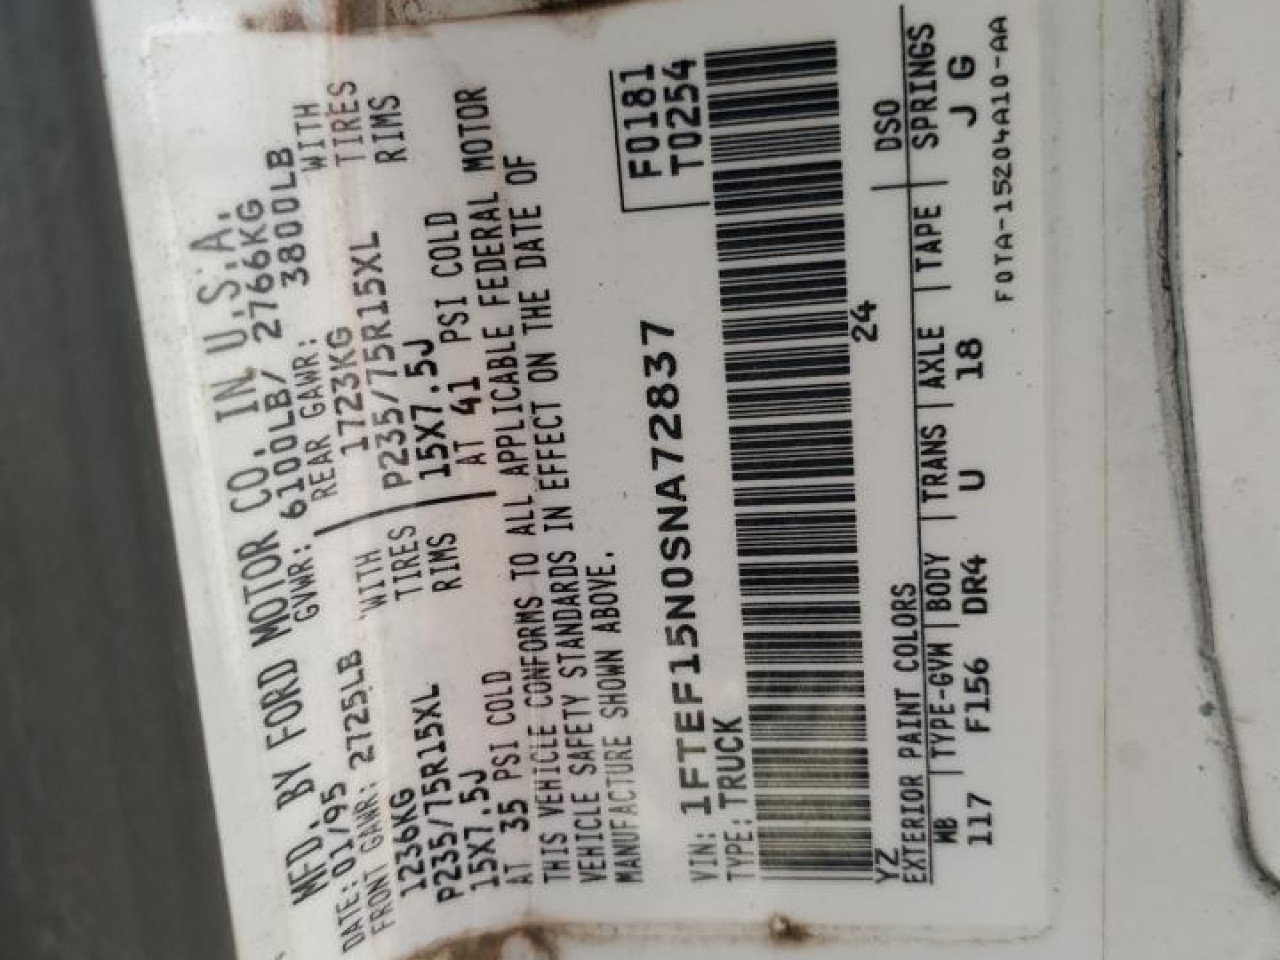 MFD. BY FORD MOTOR CO. IN U.S.A.
DATE: 01/95 GVWR: 6100LB/ 2766KG
FRONT GAWR: 2725LB REAR GAWR: 3800LB
1236KG WITH 1723KG WITH
P235/75R15XL TIRES P235/75R15XL TIRES
15X7.5J RIMS 15X7.5J RIMS
AT 35 PSI COLD AT 41 PSI COLD
THIS VEHICLE CONFORMS TO ALL APPLICABLE FEDERAL MOTOR
VEHICLE SAFETY STANDARDS IN EFFECT ON THE DATE OF
MANUFACTURE SHOWN ABOVE.
F0181
T0254
VIN: 1FTEF15N0SNA72837
TYPE: TRUCK
YZ 24
EXTERIOR PAINT COLORS DSO
WB TYPE-GVW BODY TRANS AXLE TAPE SPRINGS
117 F156 DR4 U 18 J G
F0TA-15204A10-AA